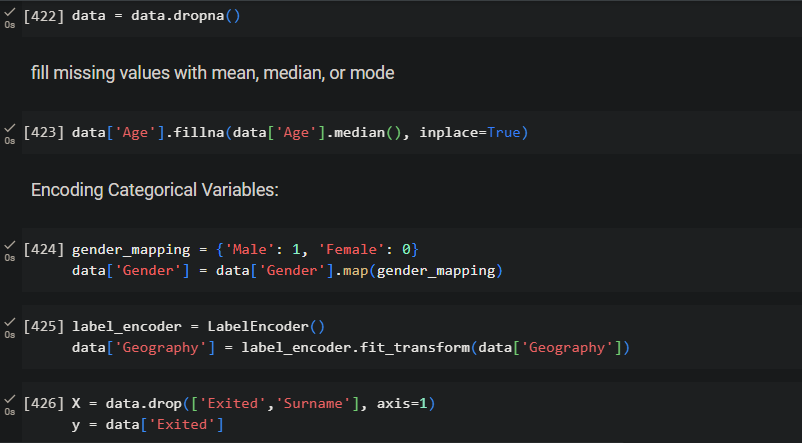 [422] data = data.dropna()
0s
fill missing values with mean, median, or mode
[423] data['Age'].fillna(data['Age'].median(), inplace=True)
0s
Encoding Categorical Variables:
[424] gender_mapping = {'Male': 1, 'Female': 0}
0s
data['Gender'] = data['Gender'].map(gender_mapping)
[425] label_encoder = LabelEncoder()
0s
data['Geography'] = label_encoder.fit_transform(data['Geography'])
[426] X = data.drop(['Exited','Surname'], axis=1)
0s
y = data['Exited']